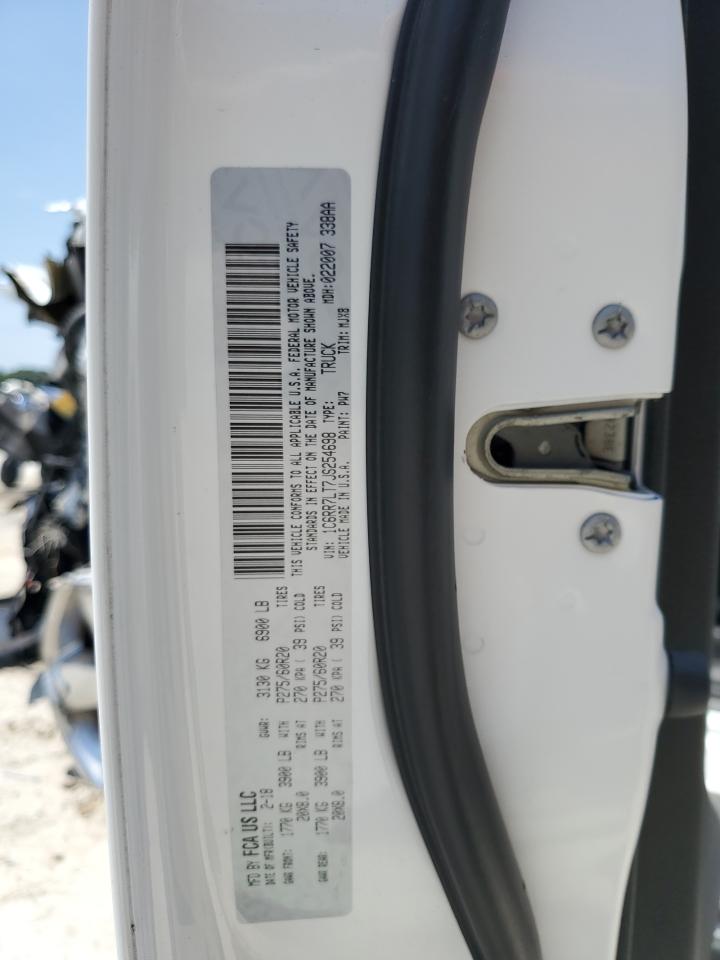 MFD BY FCA US LLC
DATE OF MFR(BUILT): 2-18 GVWR: 3130 KG 6900 LB
GAWR FRONT: 1770 KG 3900 LB WITH P275/60R20 TIRES
20X8.0 RIMS AT 270 KPA ( 39 PSI) COLD
GAWR REAR: 1770 KG 3900 LB WITH P275/60R20 TIRES
20X8.0 RIMS AT 270 KPA ( 39 PSI) COLD
THIS VEHICLE CONFORMS TO ALL APPLICABLE U.S.A. FEDERAL MOTOR VEHICLE SAFETY
STANDARDS IN EFFECT ON THE DATE OF MANUFACTURE SHOWN ABOVE.
VIN: 1C6RR7LT7JS254698 TYPE: TRUCK MDH:022007 338AA
VEHICLE MADE IN U.S.A. PAINT: PW7 TRIM: MJX8